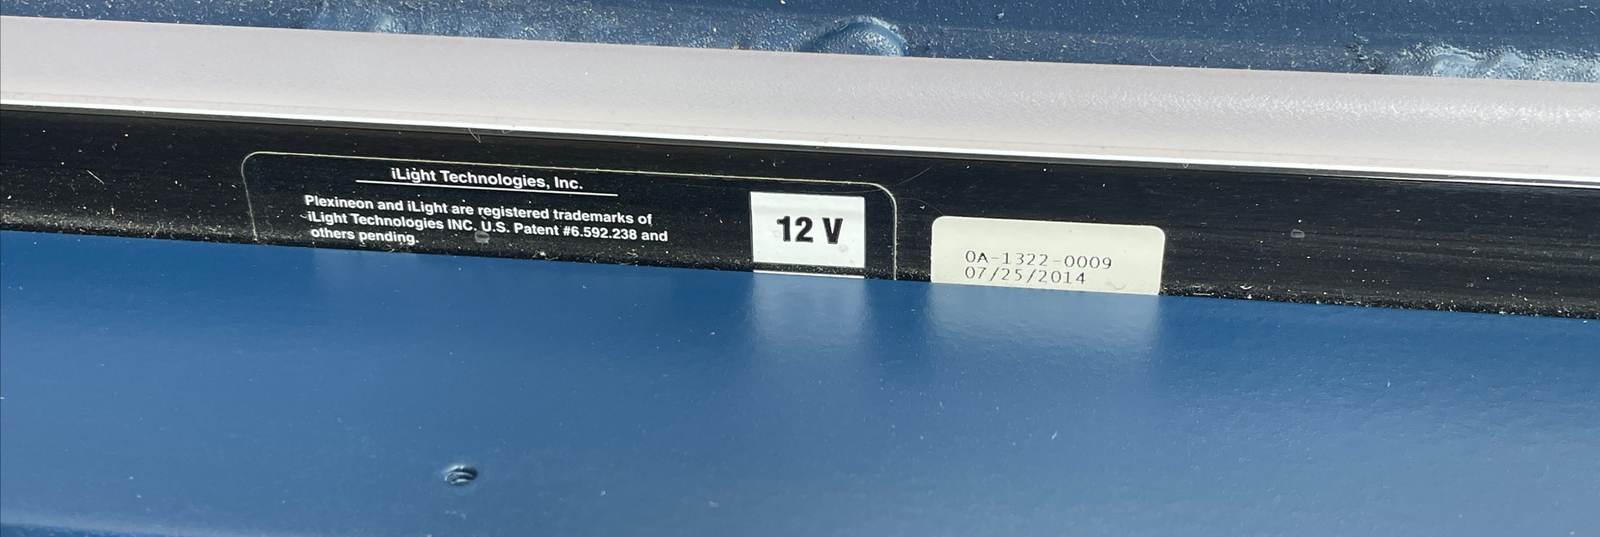 iLight Technologies, Inc.
Plexineon and iLight are registered trademarks of
iLight Technologies INC. U.S. Patent #6.592.238 and
others pending.
12 V
0A-1322-0009
07/25/2014